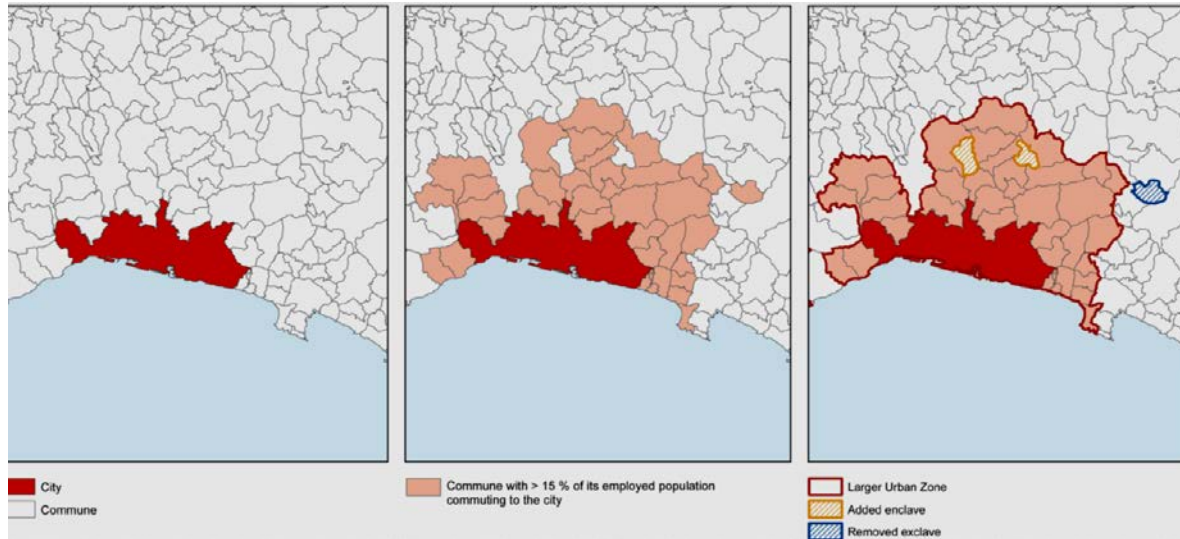 City
Commune
Commune with > 15 % of its employed population
commuting to the city
Larger Urban Zone
Added enclave
Removed exclave